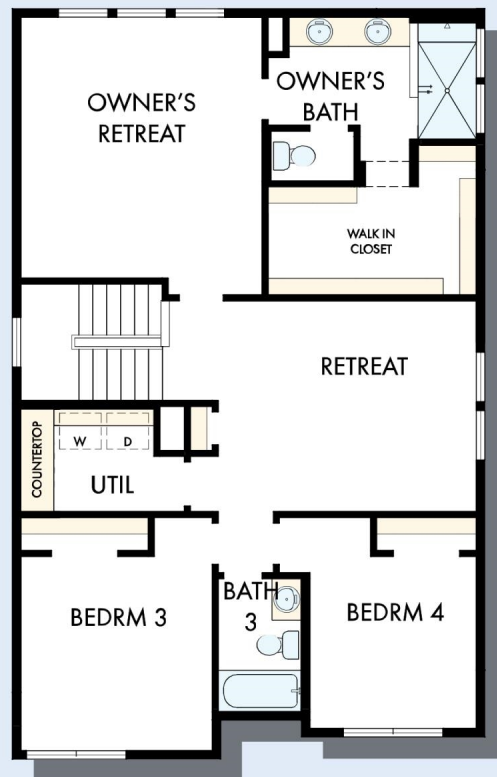 OWNER'S
RETREAT
OWNER'S
BATH
WALK IN
CLOSET
RETREAT
COUNTERTOP
W
D
UTIL
BEDRM 3
BATH
3
BEDRM 4